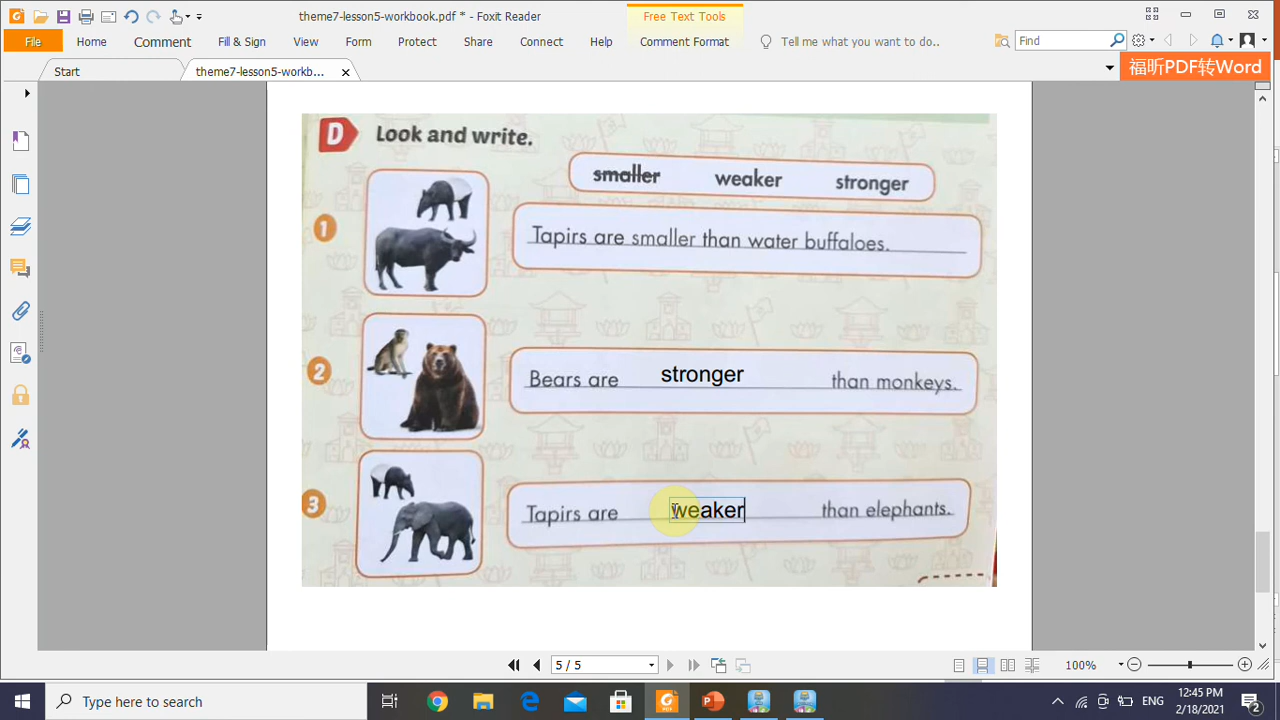 theme7-lesson5-workbook.pdf * - Foxit Reader
Free Text Tools
File Home Comment Fill & Sign View Form Protect Share Connect Help Comment Format Tell me what you want to do.. Find
Start theme7-lesson5-workb... 福昕PDF转Word
D Look and write.
smaller weaker stronger
1 Tapirs are smaller than water buffaloes.
2 Bears are stronger than monkeys.
3 Tapirs are weaker than elephants.
5 / 5 100%
Type here to search
ENG
12:45 PM
2/18/2021
2